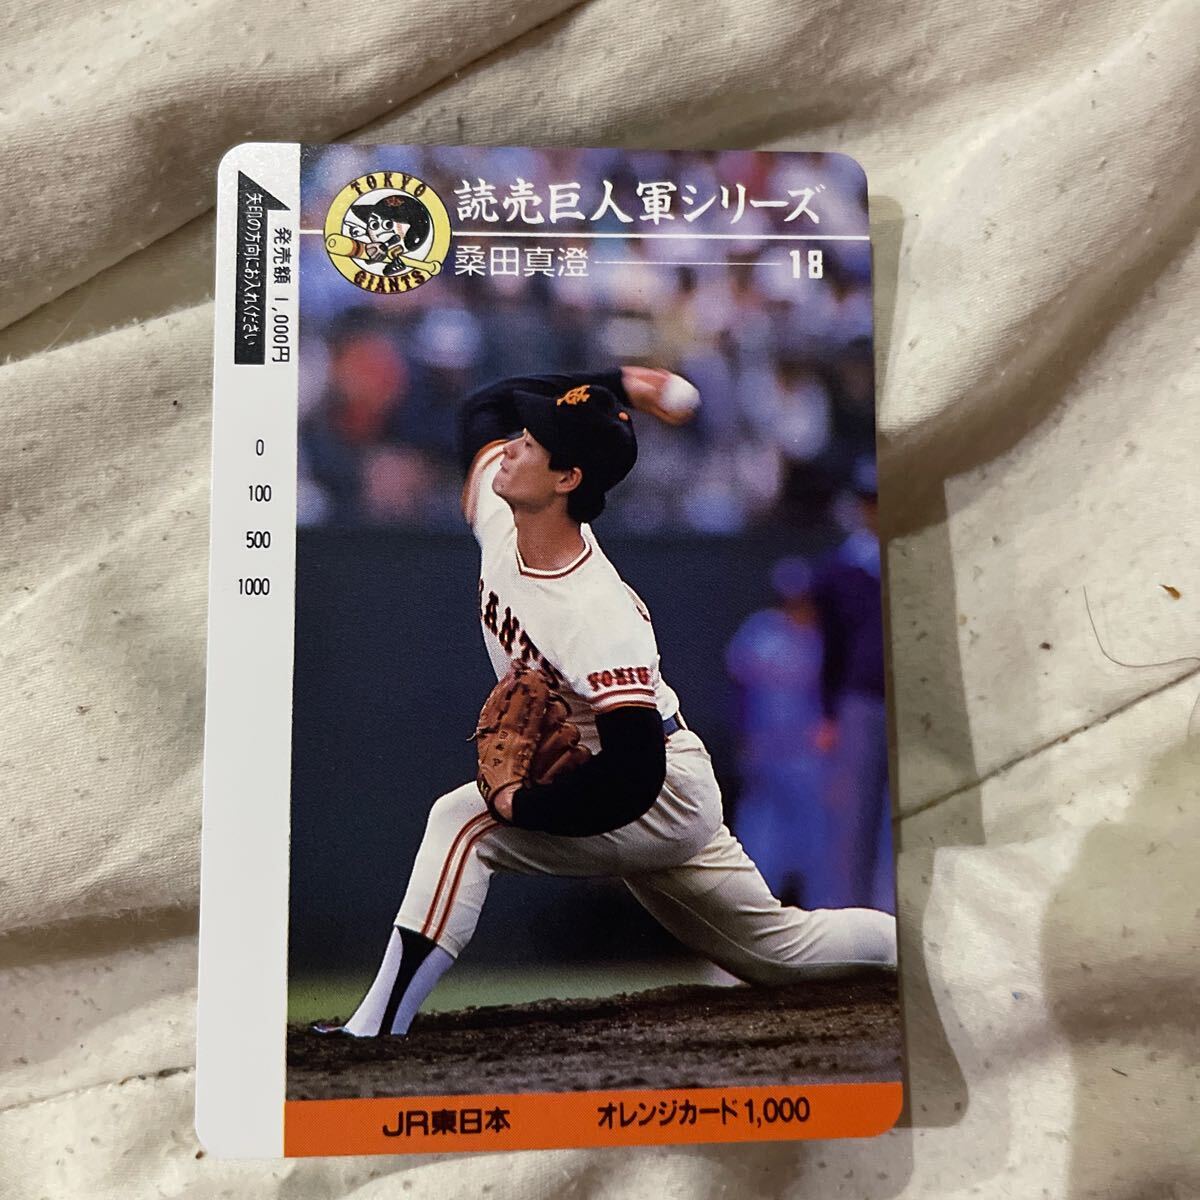 TOKYO
GIANTS
読売巨人軍シリーズ
桑田真澄 18
矢印の方向にお入れください
発売額 1,000円
0
100
500
1000
TOKIO
JR東日本 オレンジカード1,000